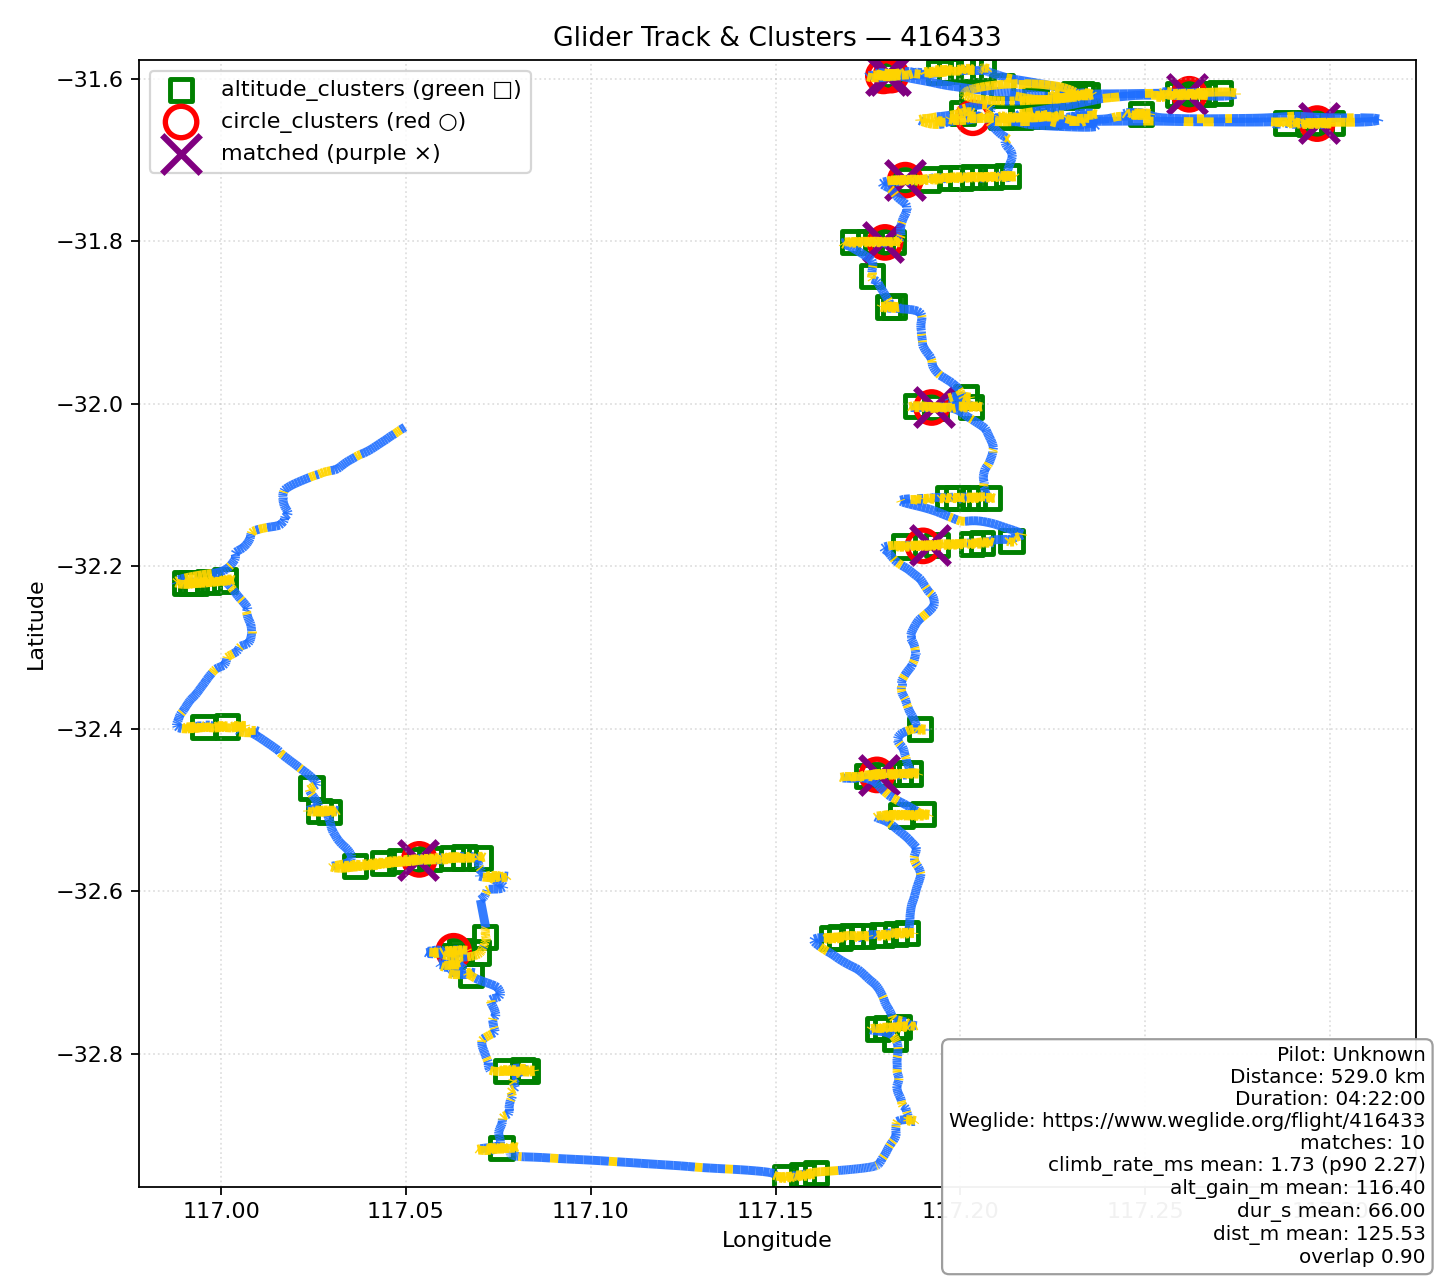 Glider Track & Clusters — 416433
altitude_clusters (green □)
circle_clusters (red ○)
matched (purple ×)
−31.6
−31.8
−32.0
−32.2
−32.4
−32.6
−32.8
Latitude
117.00
117.05
117.10
117.15
117.20
117.25
Longitude
Pilot: Unknown
Distance: 529.0 km
Duration: 04:22:00
Weglide: https://www.weglide.org/flight/416433
matches: 10
climb_rate_ms mean: 1.73 (p90 2.27)
alt_gain_m mean: 116.40
dur_s mean: 66.00
dist_m mean: 125.53
overlap 0.90